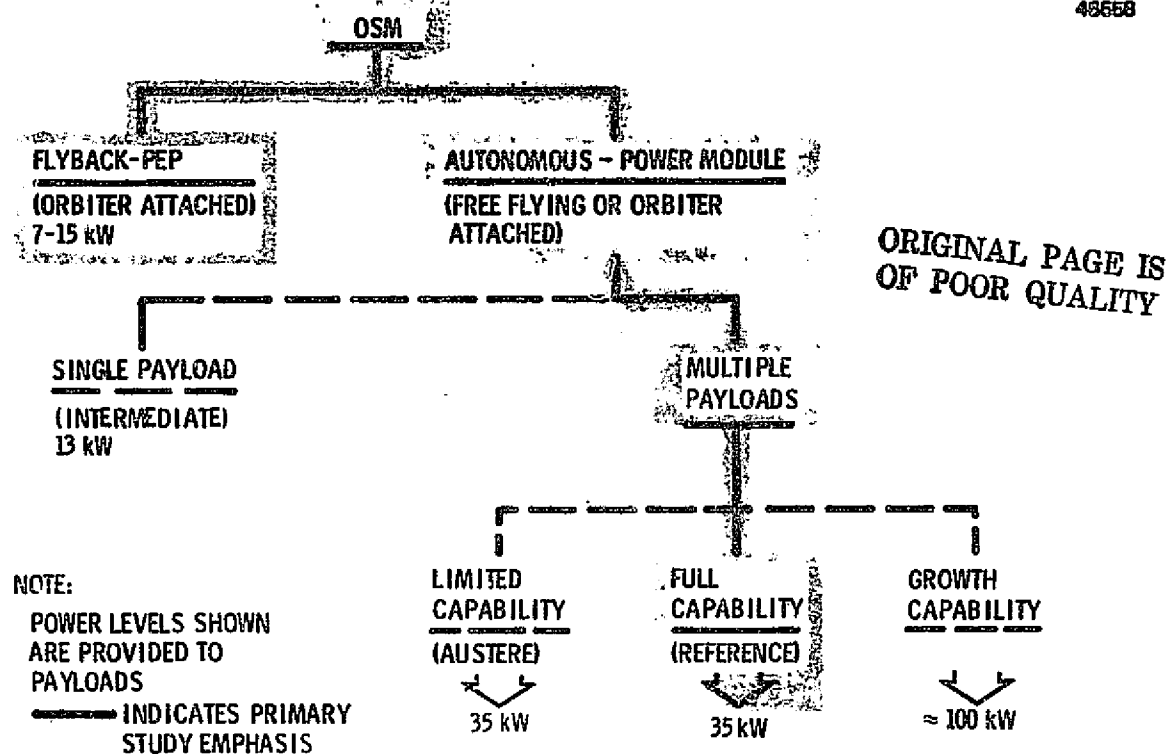 48558
OSM
FLYBACK-PEP
(ORBITER ATTACHED)
7-15 kW
AUTONOMOUS - POWER MODULE
(FREE FLYING OR ORBITER
ATTACHED)
ORIGINAL PAGE IS
OF POOR QUALITY
SINGLE PAYLOAD
(INTERMEDIATE)
13 kW
MULTIPLE
PAYLOADS
LIMITED
CAPABILITY
(AUSTERE)
35 kW
FULL
CAPABILITY
(REFERENCE)
35 kW
GROWTH
CAPABILITY
≈ 100 kW
NOTE:
POWER LEVELS SHOWN
ARE PROVIDED TO
PAYLOADS
INDICATES PRIMARY
STUDY EMPHASIS